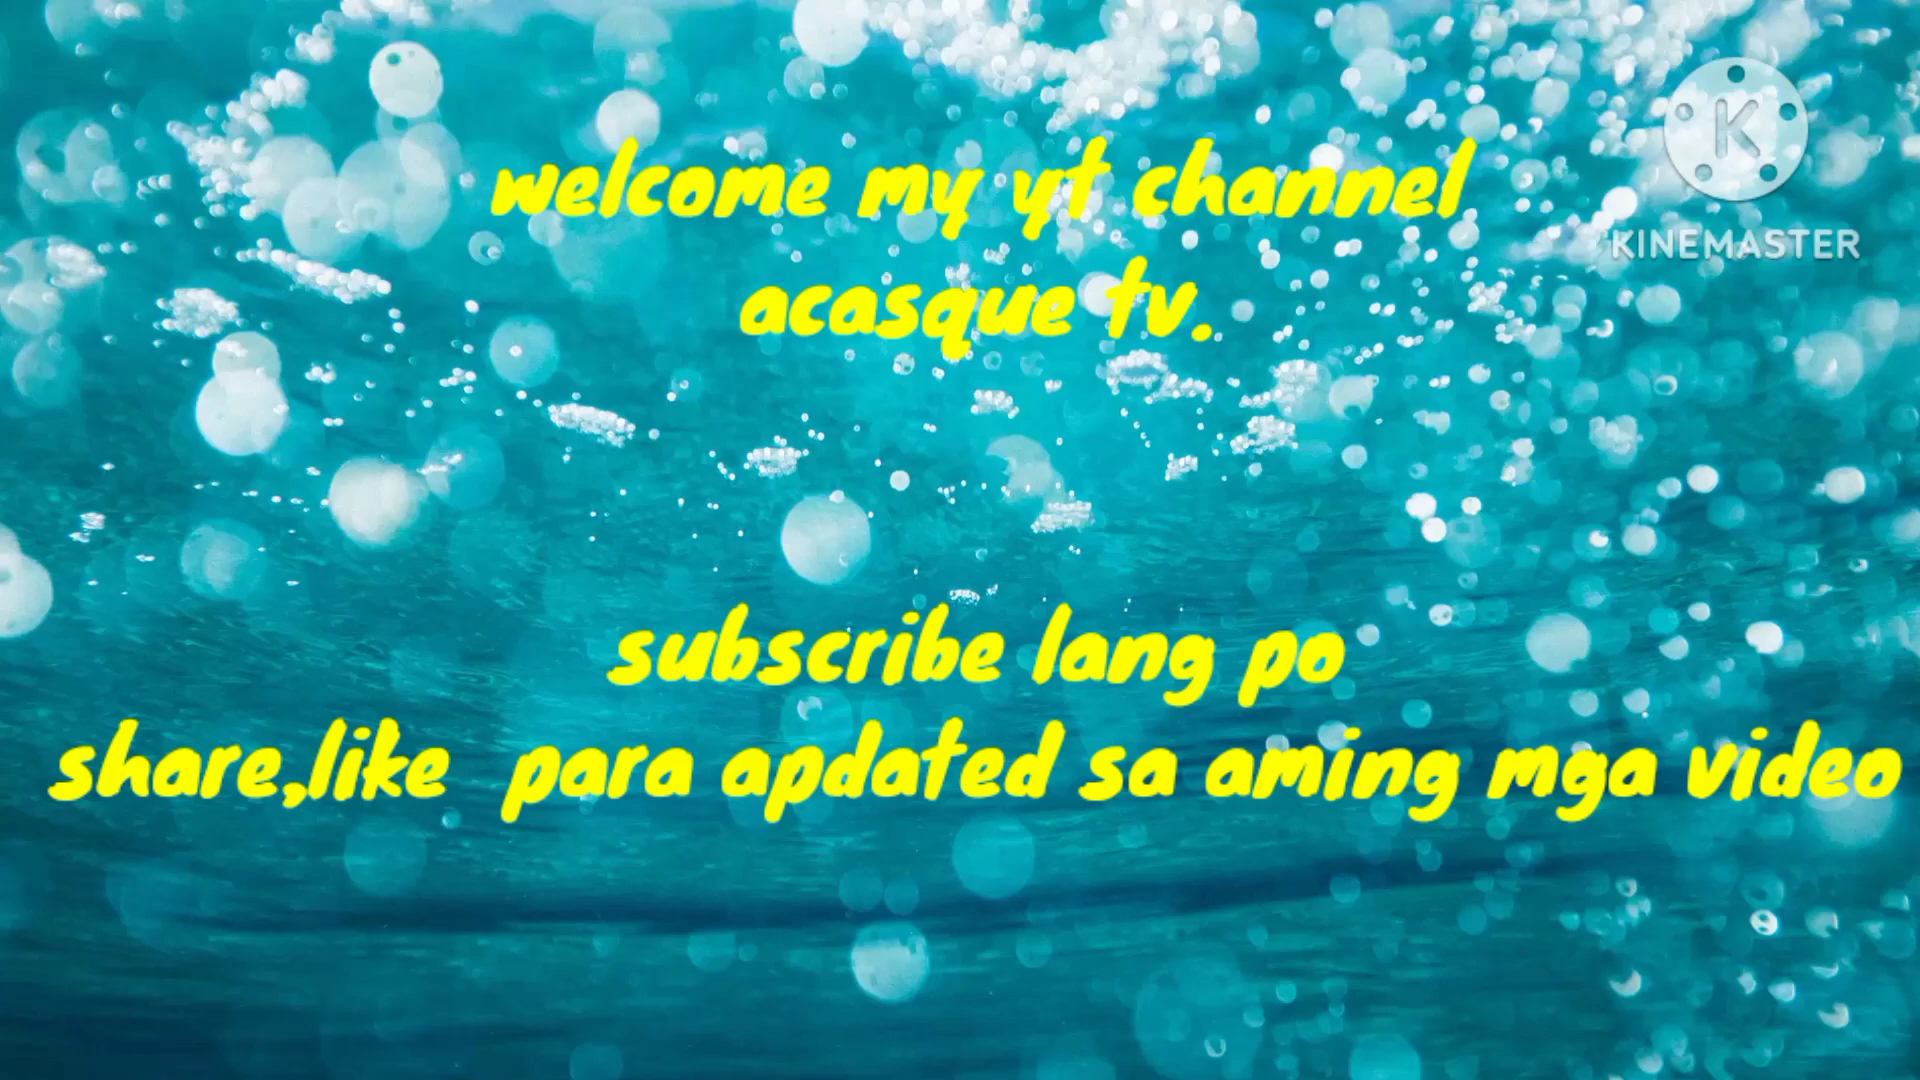 welcome my yt channel
acasque tv.
K
KINEMASTER
subscribe lang po
share,like  para apdated sa aming mga video